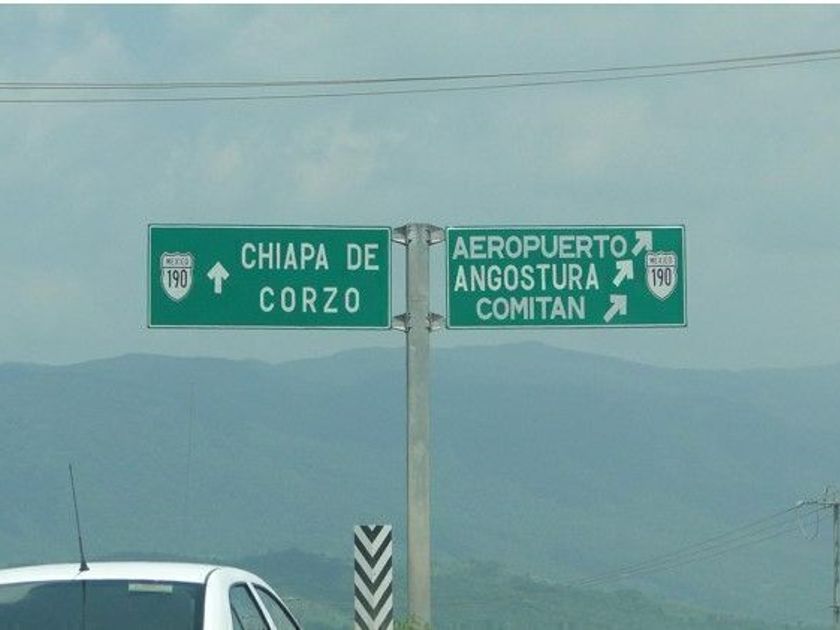 MEXICO
190
CHIAPA DE
CORZO
AEROPUERTO
ANGOSTURA
COMITAN
MEXICO
190